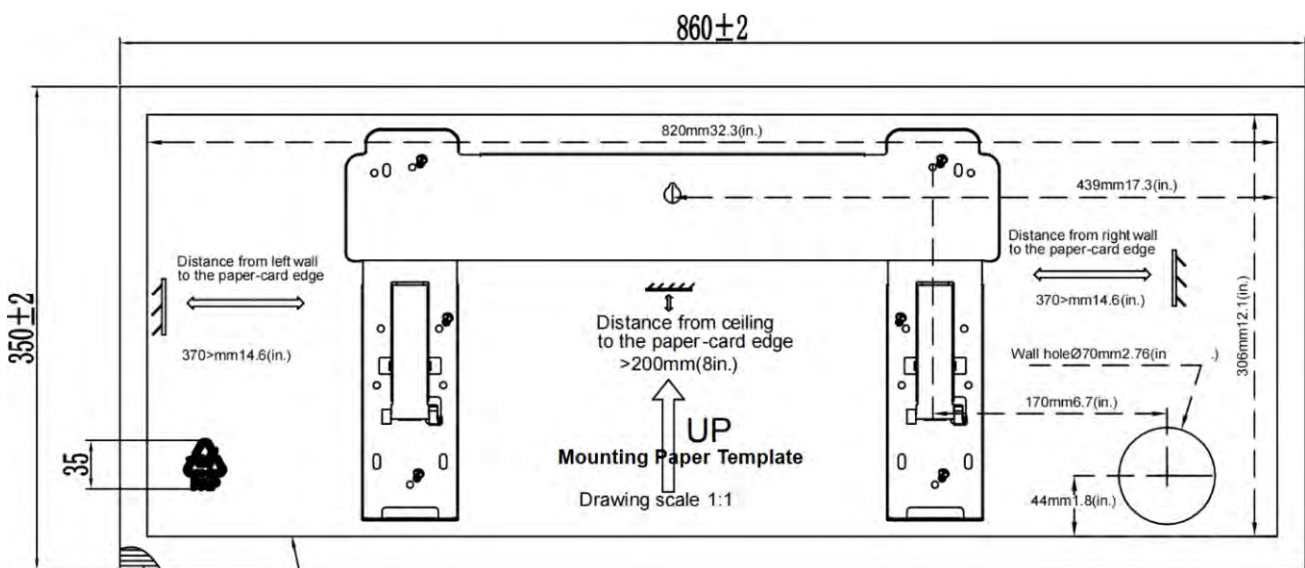 860±2
820mm32.3(in.)
439mm17.3(in.)
Distance from left wall
to the paper-card edge
370>mm14.6(in.)
350±2
Distance from ceiling
to the paper-card edge
>200mm(8in.)
Distance from right wall
to the paper-card edge
370>mm14.6(in.)
306mm12.1(in.)
Wall holeØ70mm2.76(in .)
170mm6.7(in.)
35
UP
Mounting Paper Template
Drawing scale 1:1
44mm1.8(in.)